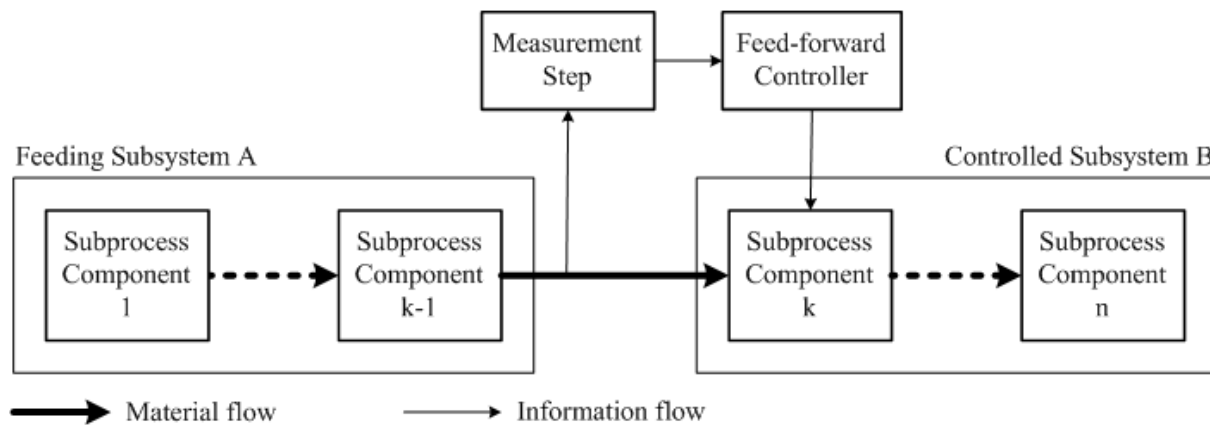 Measurement
Step
Feed-forward
Controller
Feeding Subsystem A
Controlled Subsystem B
Subprocess
Component
1
Subprocess
Component
k-1
Subprocess
Component
k
Subprocess
Component
n
Material flow
Information flow